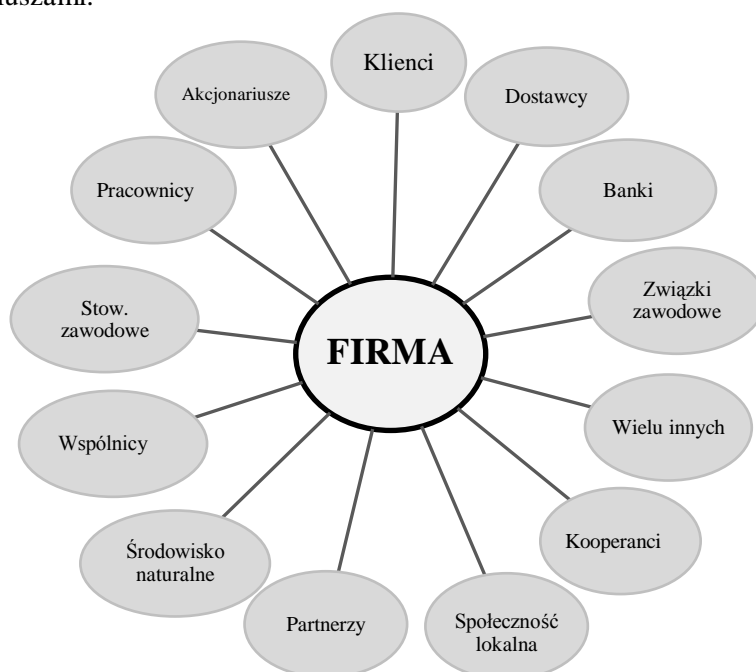 Klienci
Akcjonariusze
Dostawcy
Pracownicy
Banki
Związki
zawodowe
Stow.
zawodowe
FIRMA
Wielu innych
Wspólnicy
Kooperanci
Środowisko
naturalne
Partnerzy
Społeczność
lokalna